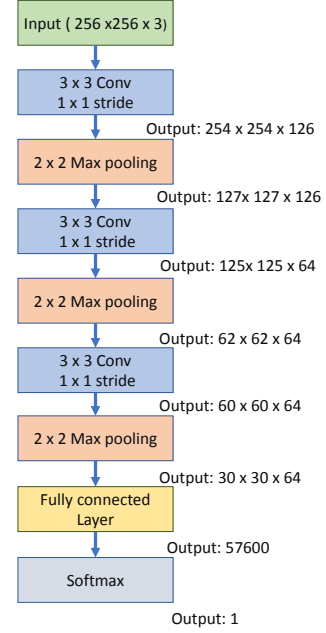 Input ( 256 x256 x 3)
3 x 3 Conv
1 x 1 stride
Output: 254 x 254 x 126
2 x 2 Max pooling
Output: 127x 127 x 126
3 x 3 Conv
1 x 1 stride
Output: 125x 125 x 64
2 x 2 Max pooling
Output: 62 x 62 x 64
3 x 3 Conv
1 x 1 stride
Output: 60 x 60 x 64
2 x 2 Max pooling
Output: 30 x 30 x 64
Fully connected
Layer
Output: 57600
Softmax
Output: 1